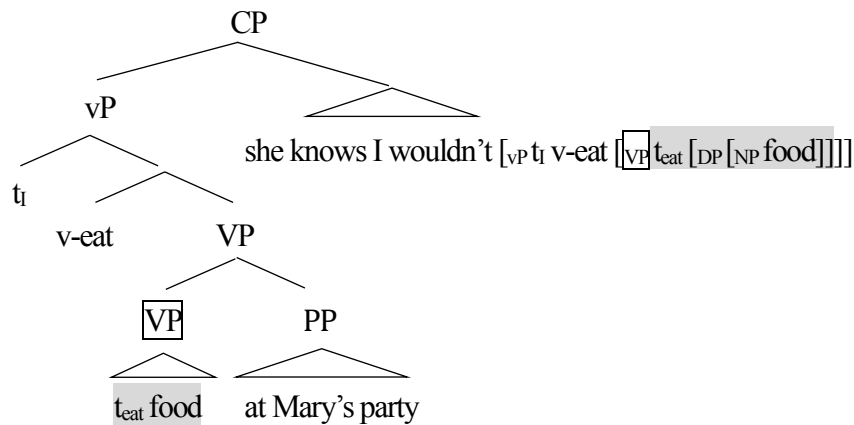 CP
vP
she knows I wouldn't [vP tI v-eat [VP teat [DP [NP food]]]]
tI
v-eat VP
VP PP
teat food at Mary's party